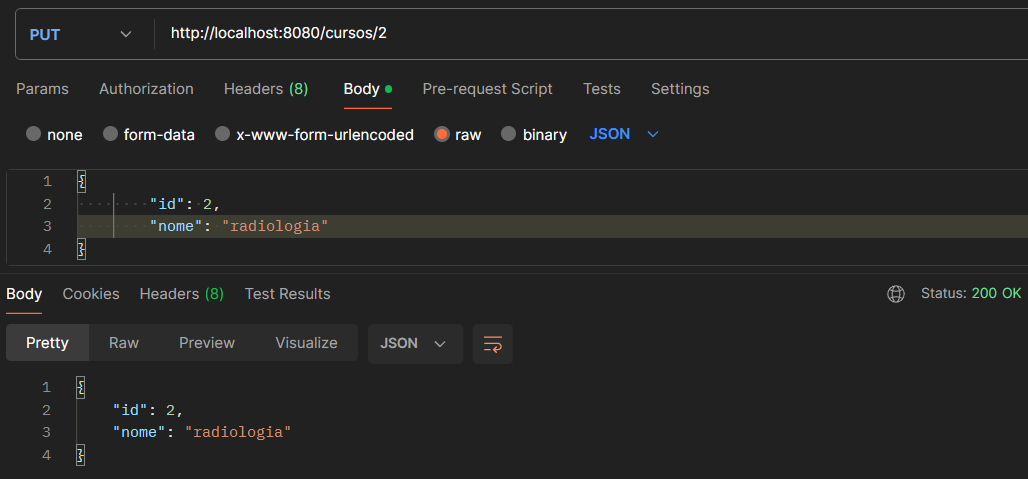 PUT http://localhost:8080/cursos/2
Params Authorization Headers (8) Body Pre-request Script Tests Settings
none form-data x-www-form-urlencoded raw binary JSON
1 {
2 "id": 2,
3 "nome": "radiologia"
4 }
Body Cookies Headers (8) Test Results Status: 200 OK
Pretty Raw Preview Visualize JSON
1 {
2 "id": 2,
3 "nome": "radiologia"
4 }